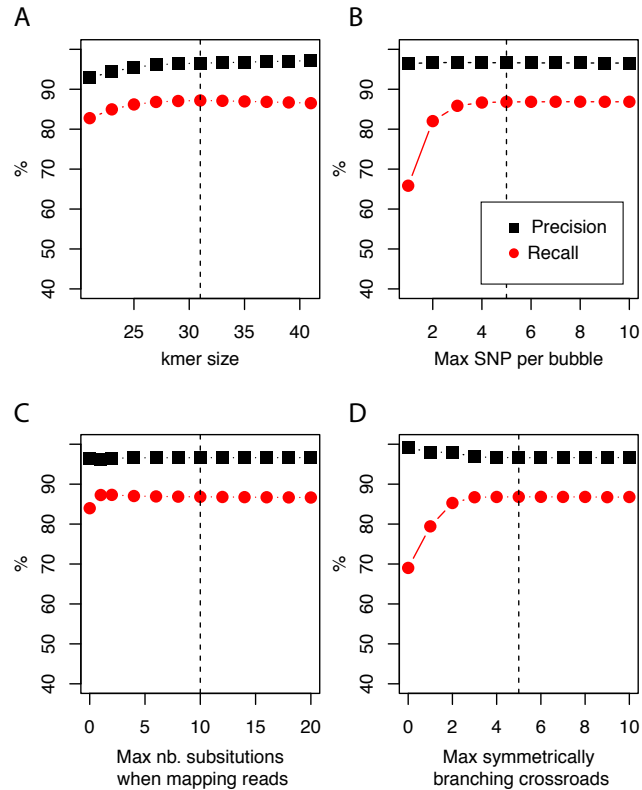 A
%
40 50 60 70 80 90
25 30 35 40
kmer size
B
%
40 50 60 70 80 90
Precision
Recall
2 4 6 8 10
Max SNP per bubble
C
%
40 50 60 70 80 90
0 5 10 15 20
Max nb. subsitutions
when mapping reads
D
%
40 50 60 70 80 90
0 2 4 6 8 10
Max symmetrically
branching crossroads